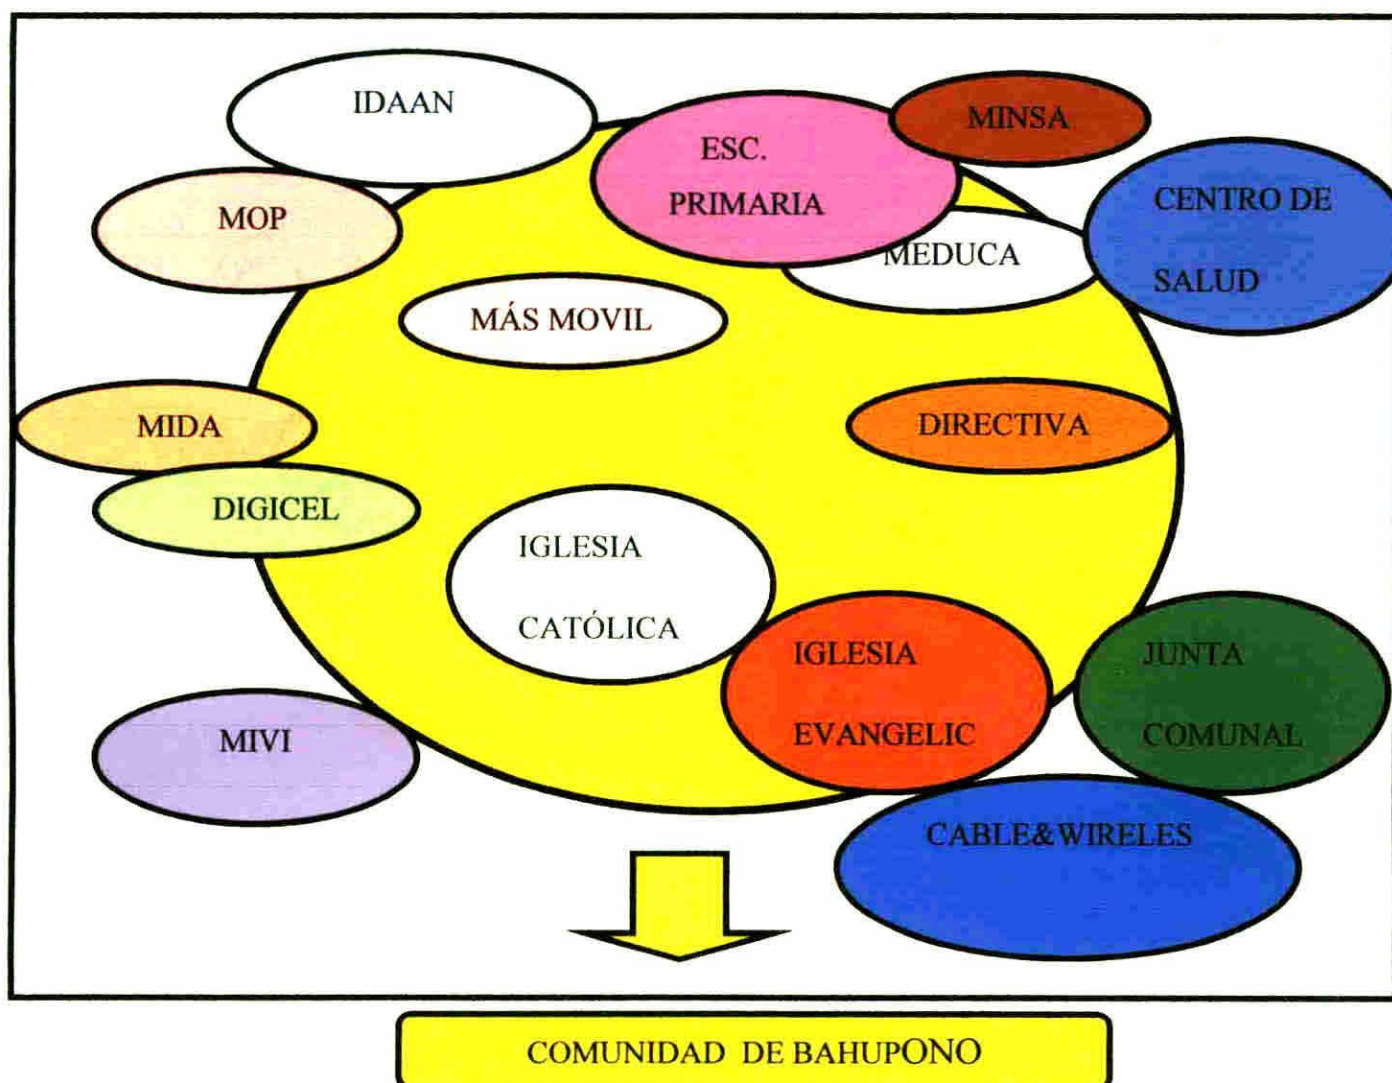 IDAAN
MINSA
ESC.
PRIMARIA
CENTRO DE
SALUD
MOP
MEDUCA
MÁS MOVIL
MIDA
DIRECTIVA
DIGICEL
IGLESIA
CATÓLICA
IGLESIA
EVANGELIC
JUNTA
COMUNAL
MIVI
CABLE&WIRELES
COMUNIDAD DE BAHUPONO